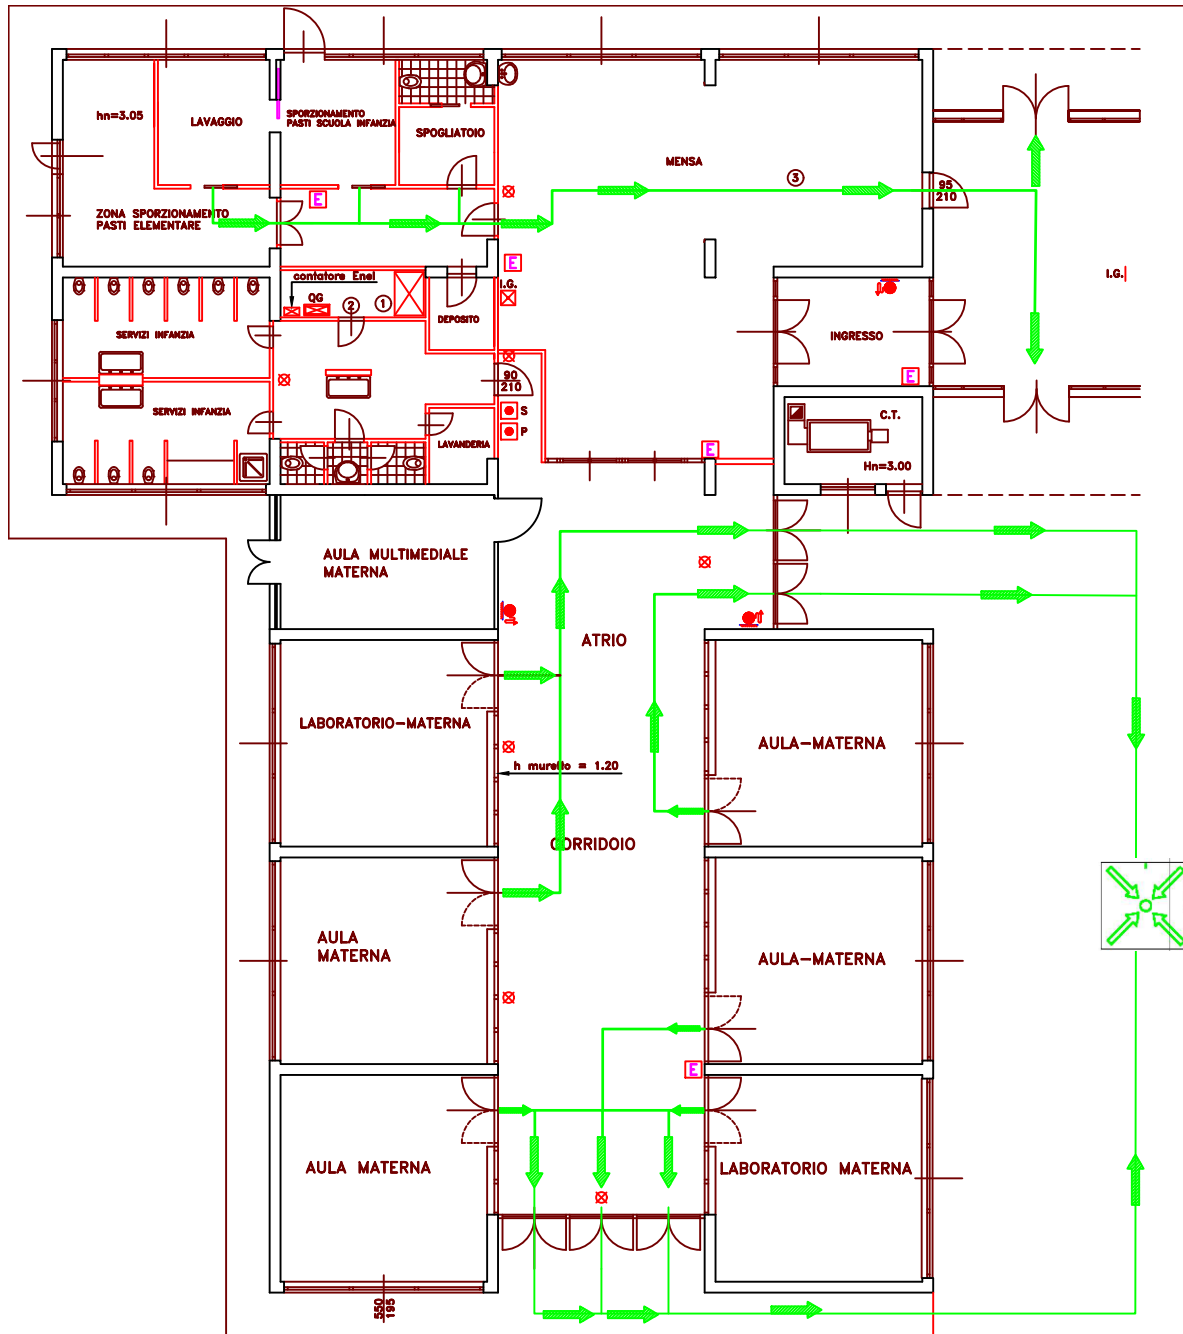 hn=3.05
LAVAGGIO
SPORZIONAMENTO
PASTI SCUOLA INFANZIA
SPOGLIATOIO
MENSA
3
95
210
E
ZONA SPORZIONAMENTO
PASTI ELEMENTARE
E
I.G.
contatore Enel
QG
2
1
I.G.
DEPOSITO
SERVIZI INFANZIA
INGRESSO
E
90
210
SERVIZI INFANZIA
S
P
LAVANDERIA
E
C.T.
Hn=3.00
AULA MULTIMEDIALE
MATERNA
ATRIO
LABORATORIO-MATERNA
AULA-MATERNA
h muretto = 1.20
CORRIDOIO
AULA
MATERNA
AULA-MATERNA
E
AULA MATERNA
LABORATORIO MATERNA
550
195